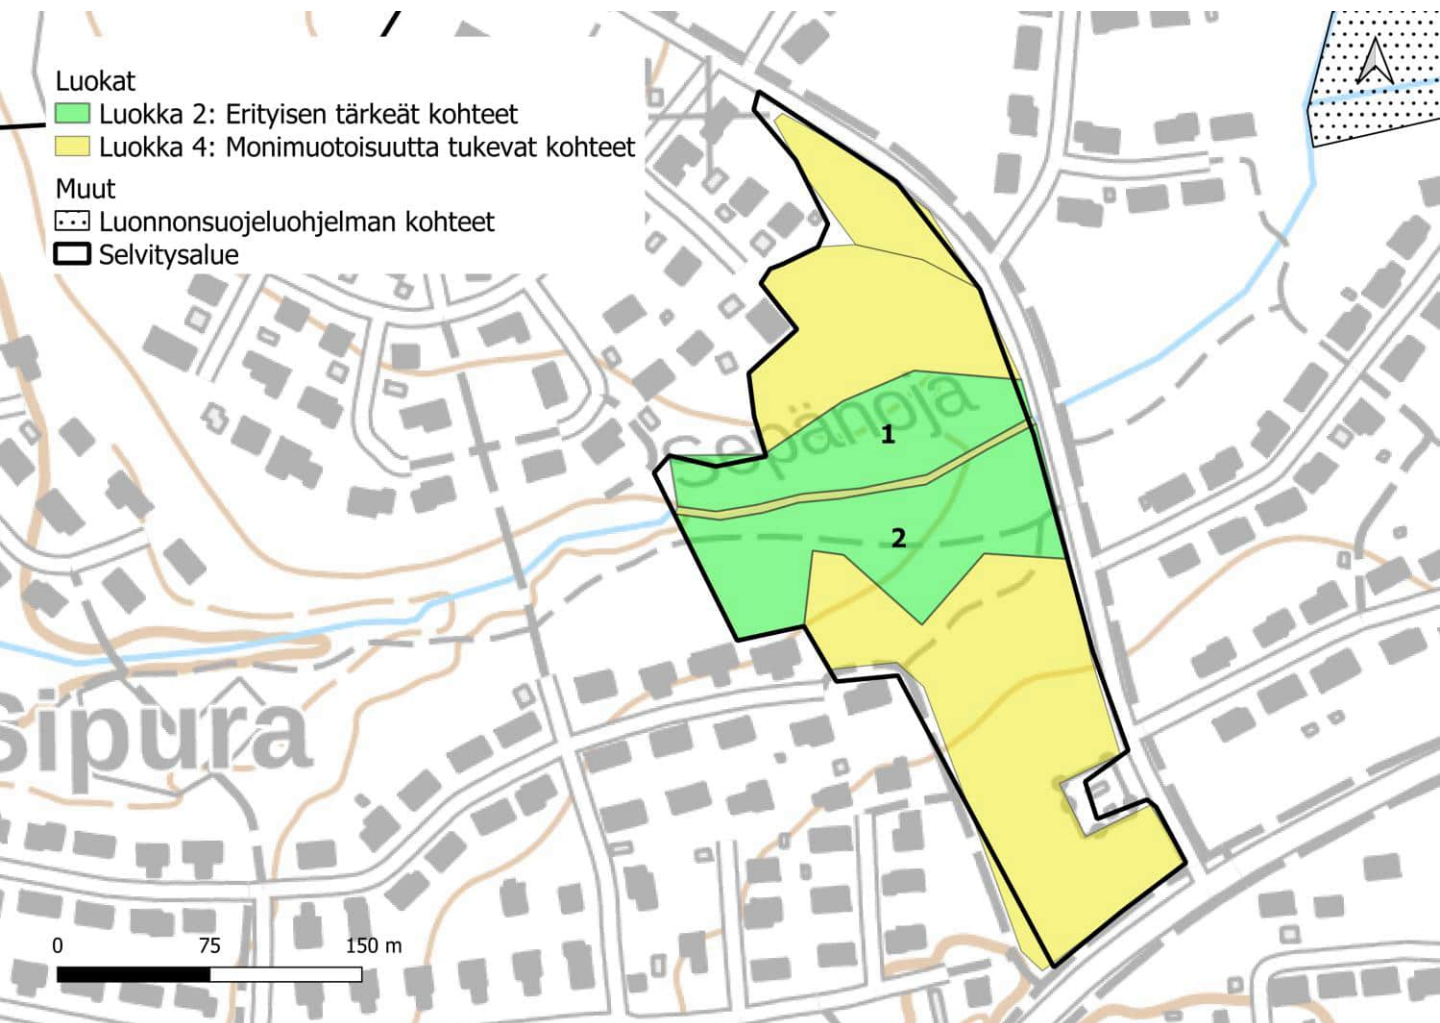 Luokat
Luokka 2: Erityisen tärkeät kohteet
Luokka 4: Monimuotoisuutta tukevat kohteet
Muut
Luonnonsuojeluohjelman kohteet
Selvitysalue
Sepänoja
1
2
Sipura
0 75 150 m